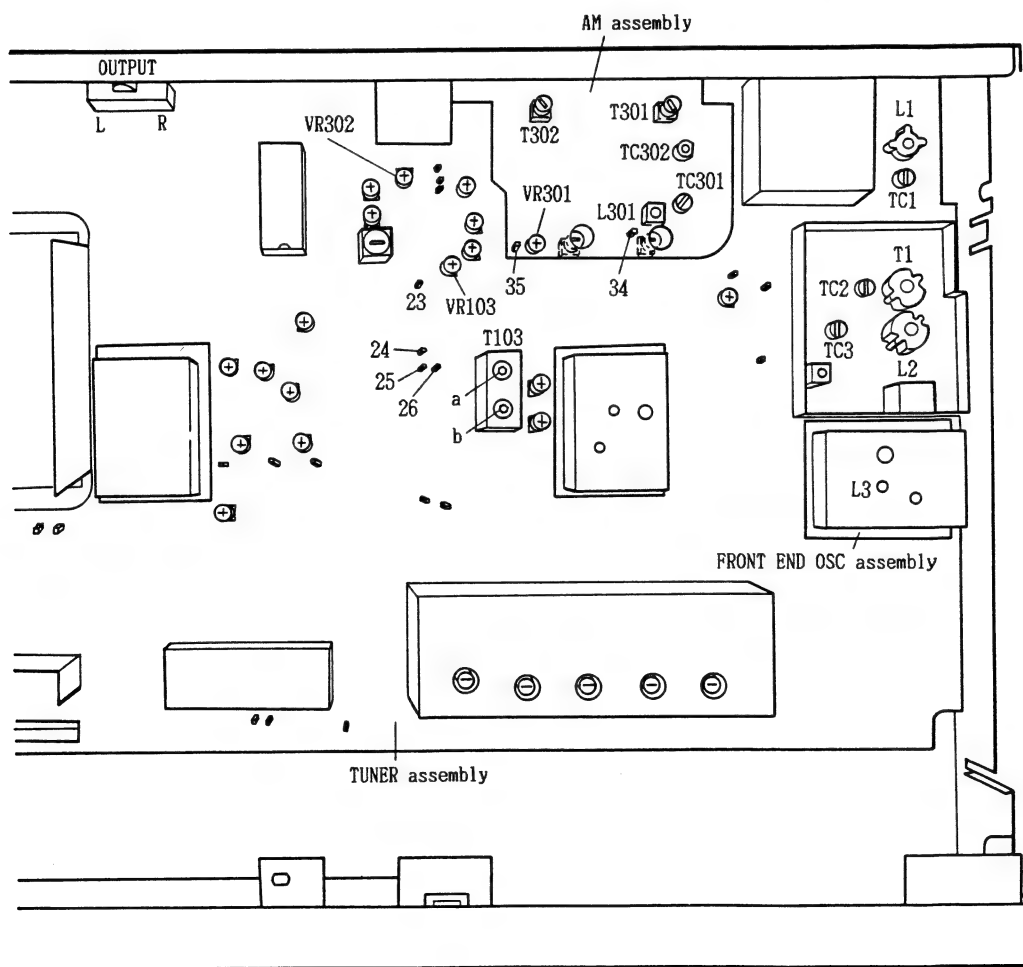 AM assembly
OUTPUT
L R
VR302
T302
T301
TC302
TC301
L1
TC1
VR301
L301
35
34
23
VR103
T1
TC2
TC3
L2
24
25
26
T103
a
b
L3
FRONT END OSC assembly
TUNER assembly